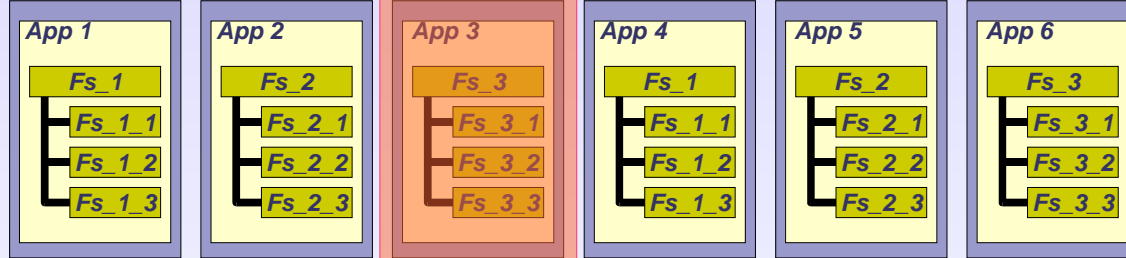 App 1
Fs_1
Fs_1_1
Fs_1_2
Fs_1_3
App 2
Fs_2
Fs_2_1
Fs_2_2
Fs_2_3
App 3
Fs_3
Fs_3_1
Fs_3_2
Fs_3_3
App 4
Fs_1
Fs_1_1
Fs_1_2
Fs_1_3
App 5
Fs_2
Fs_2_1
Fs_2_2
Fs_2_3
App 6
Fs_3
Fs_3_1
Fs_3_2
Fs_3_3